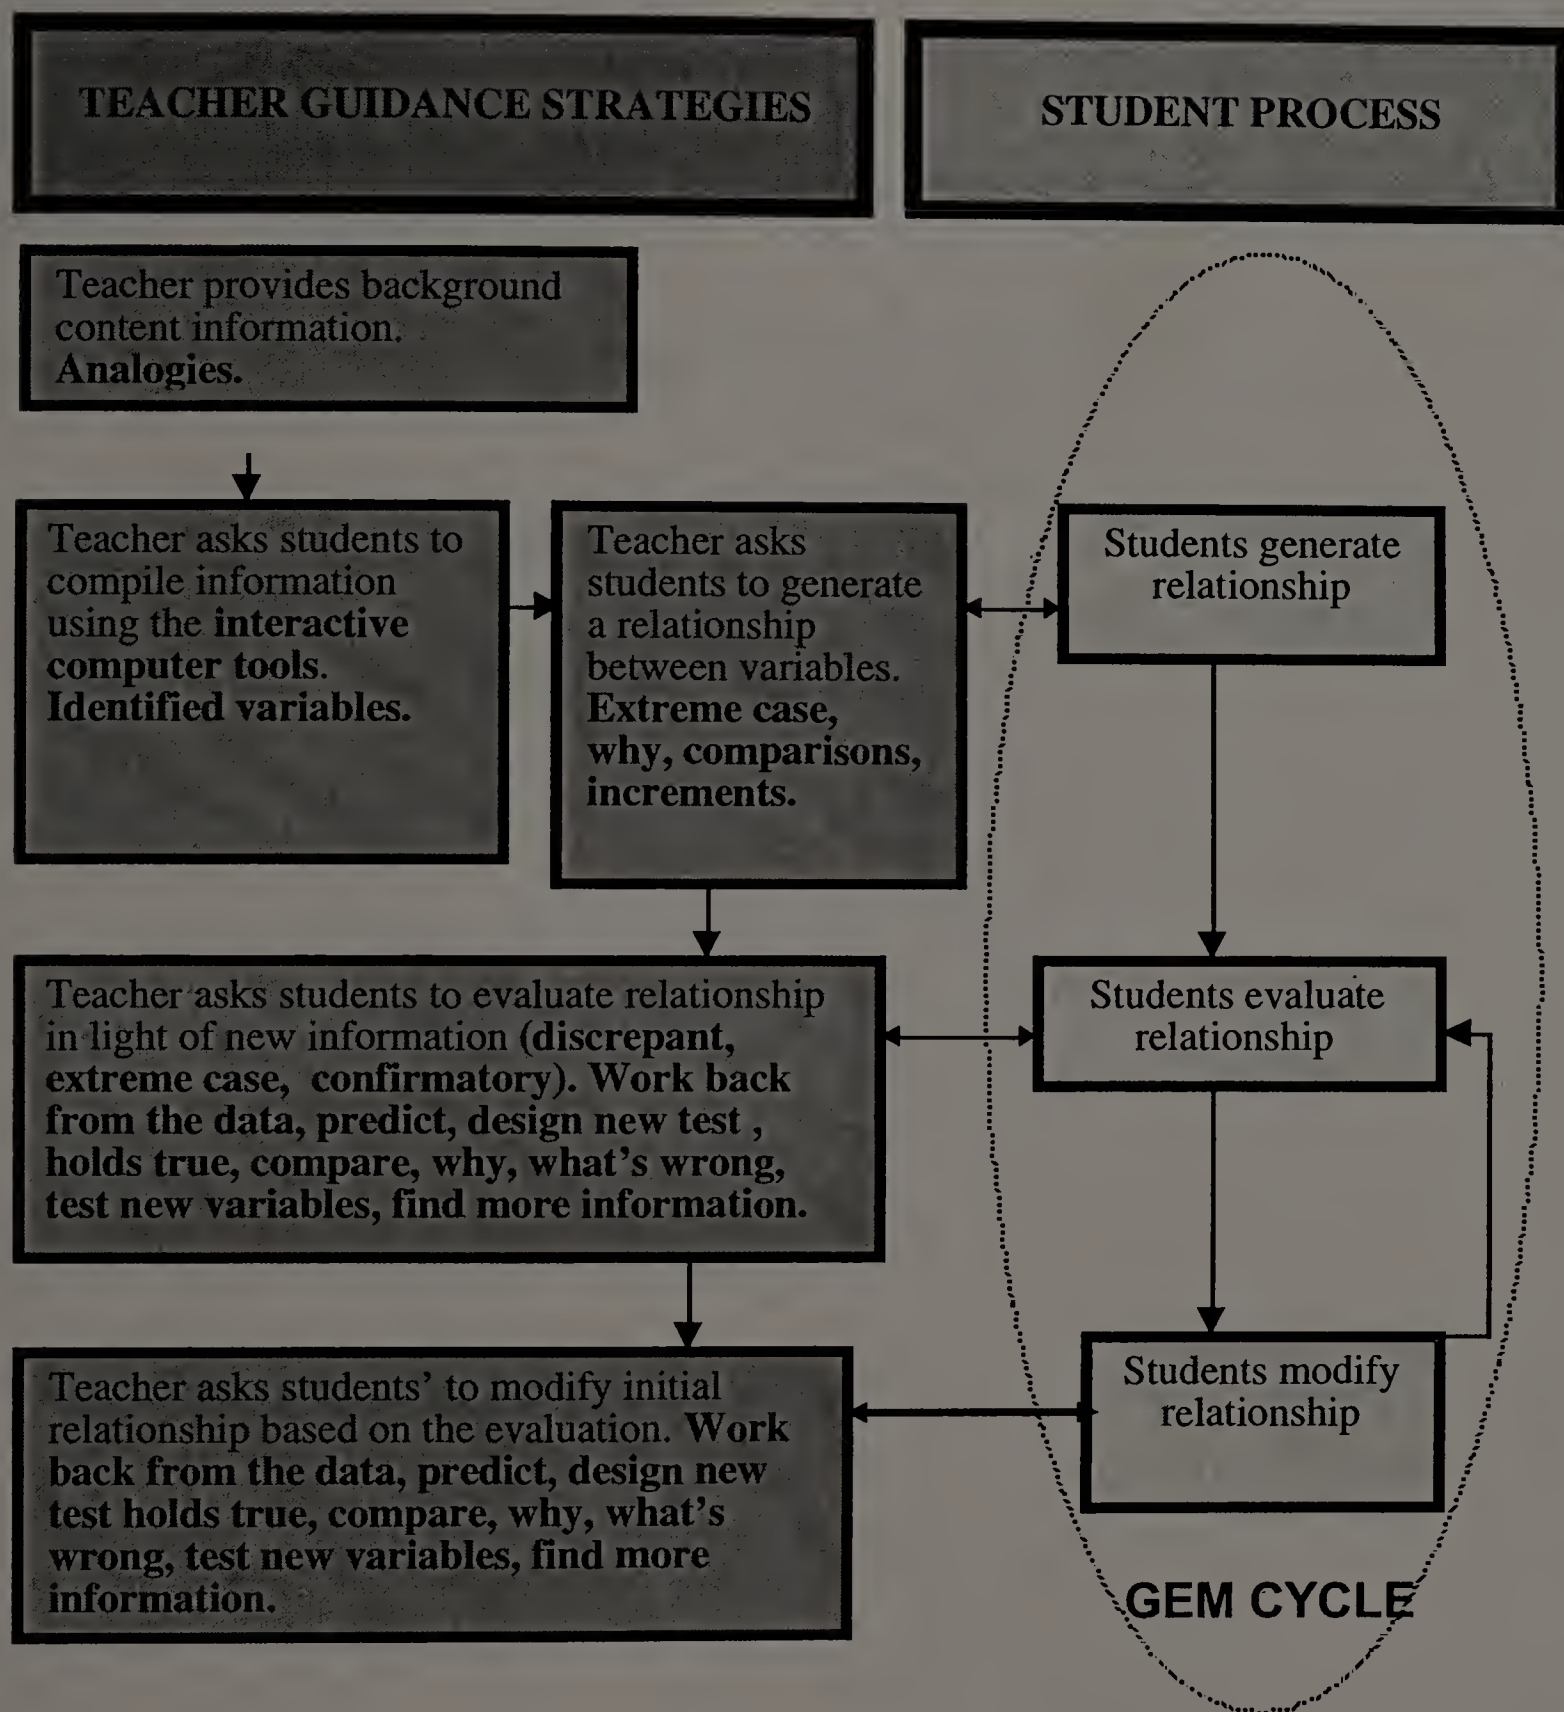 TEACHER GUIDANCE STRATEGIES
STUDENT PROCESS
Teacher provides background
content information.
Analogies.
Teacher asks students to
compile information
using the interactive
computer tools.
Identified variables.
Teacher asks
students to generate
a relationship
between variables.
Extreme case,
why, comparisons,
increments.
Students generate
relationship
Teacher asks students to evaluate relationship
in light of new information (discrepant,
extreme case, confirmatory). Work back
from the data, predict, design new test ,
holds true, compare, why, what's wrong,
test new variables, find more information.
Students evaluate
relationship
Teacher asks students’ to modify initial
relationship based on the evaluation. Work
back from the data, predict, design new
test holds true, compare, why, what's
wrong, test new variables, find more
information.
Students modify
relationship
GEM CYCLE